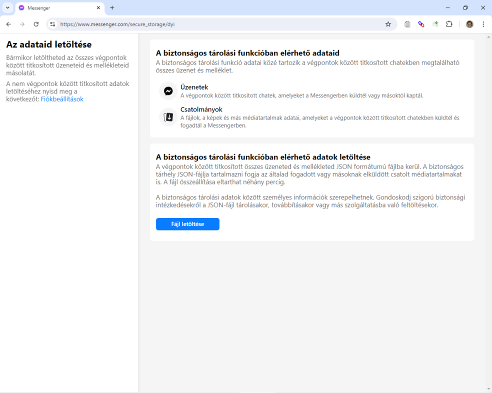 Messenger
https://www.messenger.com/secure_storage/dyi
Az adataid letöltése
Bármikor letöltheted az összes végpontok
között titkosított üzeneteid és mellékleteid
másolatát.
A nem végpontok között titkosított adatok
letöltéséhez nyisd meg a
következőt: Fiókbeállítások
A biztonságos tárolási funkcióban elérhető adataid
A biztonságos tárolási funkció adatai közé tartozik a végpontok között titkosított chatekben megtalálható
összes üzenet és melléklet.
Üzenetek
A végpontok között titkosított chatek, amelyeket a Messengerben küldtél vagy másoktól kaptál.
Csatolmányok
A fájlok, a képek és más médiatartalmak adatai, amelyeket a végpontok között titkosított chatekben küldtél és
fogadtál a Messengerben.
A biztonságos tárolási funkcióban elérhető adatok letöltése
A végpontok között titkosított összes üzeneted és mellékleted JSON formátumú fájlba kerül. A biztonságos
tárhely JSON-fájlja tartalmazni fogja az általad fogadott vagy másoknak elküldött csatolt médiatartalmakat
is. A fájl összeállítása eltarthat néhány percig.
A biztonságos tárolási adatok között személyes információk szerepelhetnek. Gondoskodj szigorú biztonsági
intézkedésekről a JSON-fájl tárolásakor, továbbításakor vagy más szolgáltatásba való feltöltésekor.
Fájl letöltése